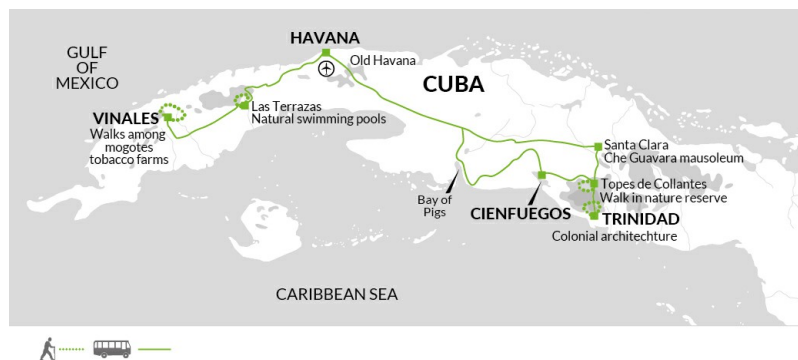 GULF
OF
MEXICO
HAVANA
Old Havana
CUBA
VINALES
Walks among
mogotes
tobacco farms
Las Terrazas
Natural swimming pools
Santa Clara
Che Guavara mausoleum
Bay of
Pigs
CIENFUEGOS
Topes de Collantes
Walk in nature reserve
TRINIDAD
Colonial architechture
CARIBBEAN SEA